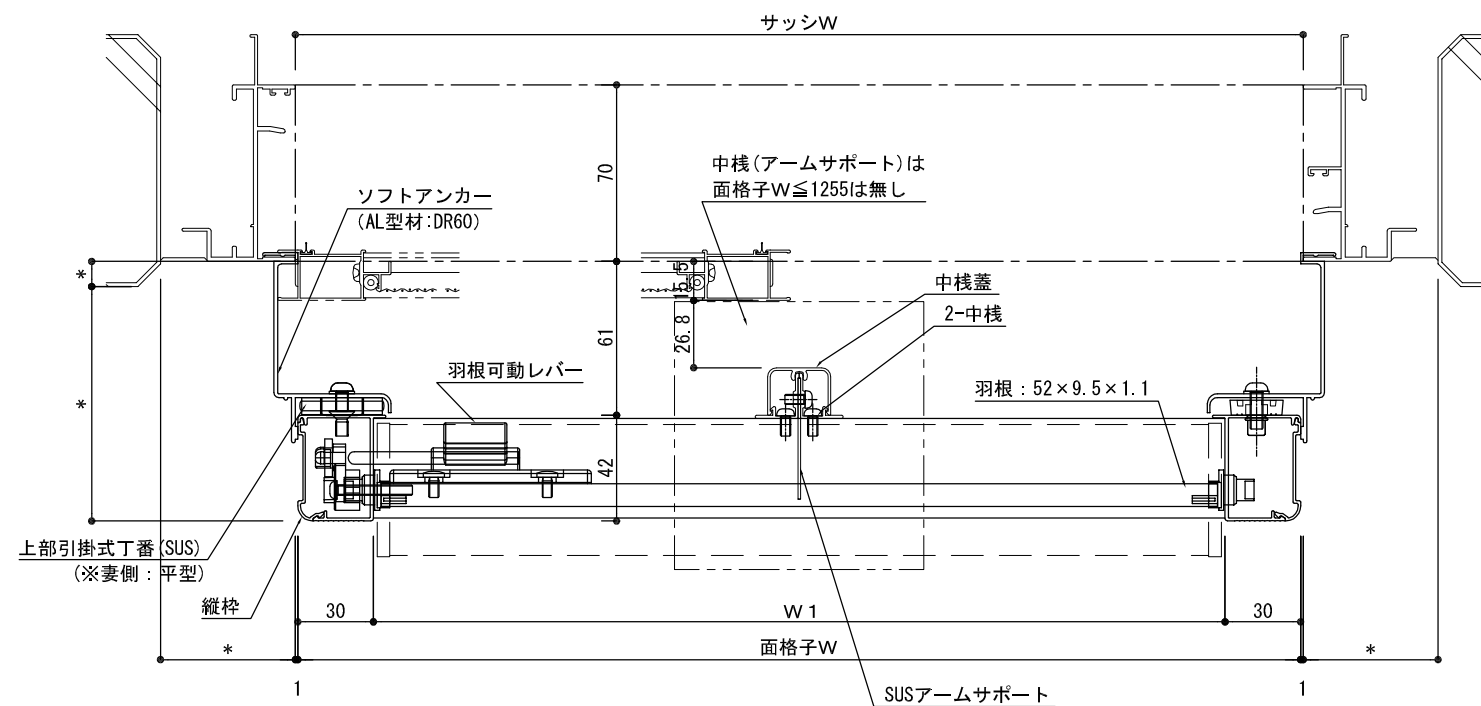 サッシW
70
中桟(アームサポート)は
面格子W≦1255は無し
ソフトアンカー
(AL型材:DR60)
*
15.5
中桟蓋
2-中桟
26.8
61
羽根可動レバー
羽根:52×9.5×1.1
*
42
上部引掛式丁番(SUS)
(※妻側:平型)
縦枠
30
W1
30
*
面格子W
*
1
1
SUSアームサポート